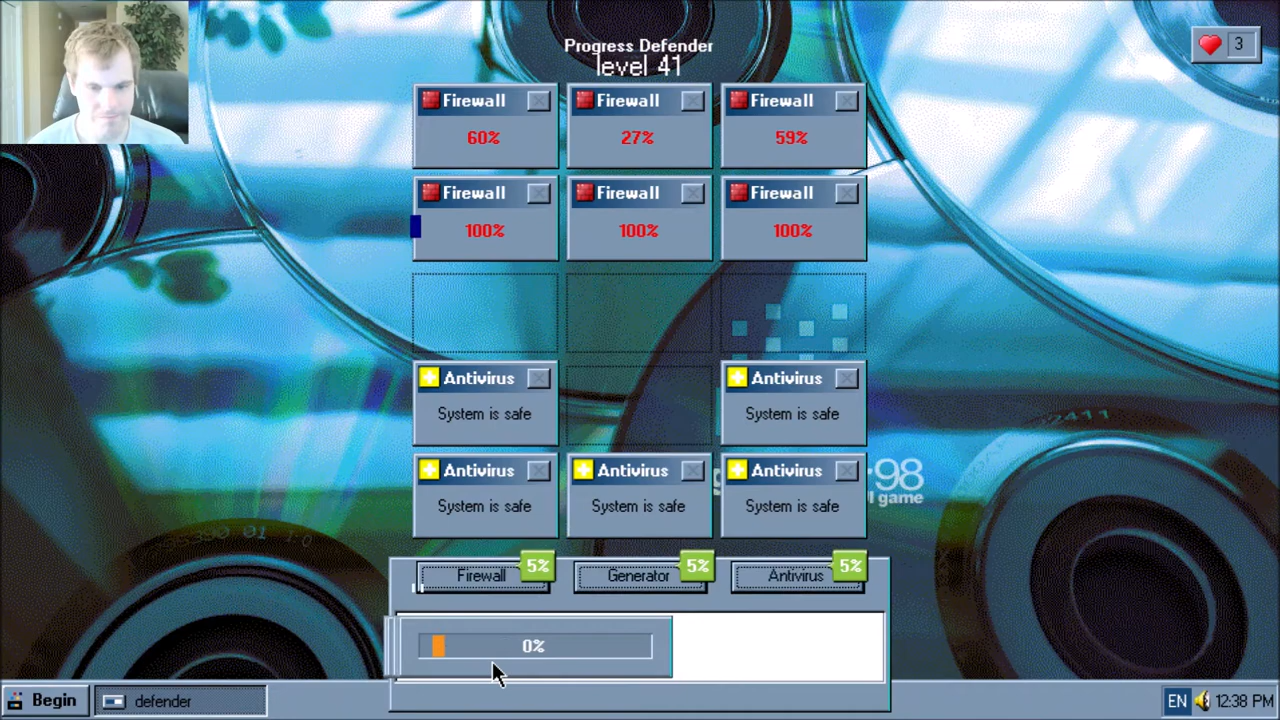 Progress Defender
level 41
3
Firewall
60%
Firewall
27%
Firewall
59%
Firewall
100%
Firewall
100%
Firewall
100%
Antivirus
System is safe
Antivirus
System is safe
Antivirus
System is safe
Antivirus
System is safe
Antivirus
System is safe
98
game
Firewall 5%
Generator 5%
Antivirus 5%
0%
Begin
defender
EN 12:38 PM